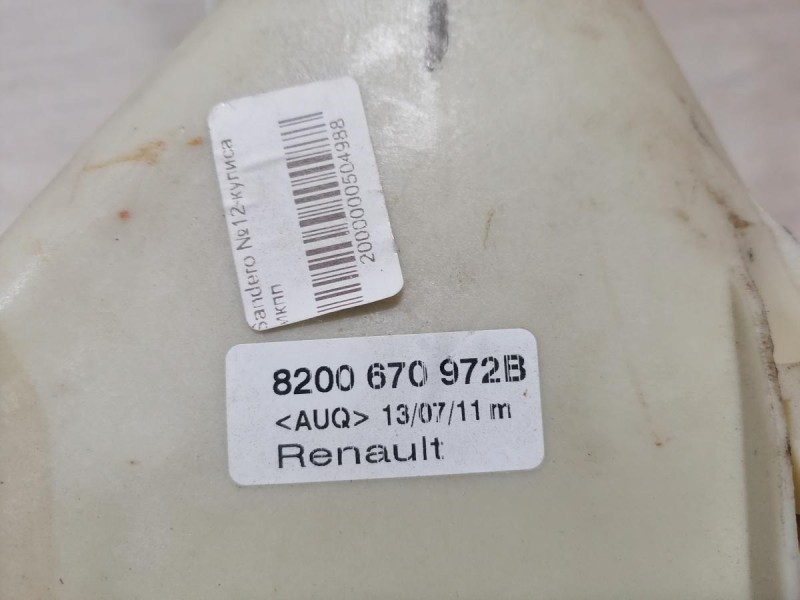 Sandero №12-кулиса
мкпп
2000000504988
8200 670 972B
<AUQ> 13/07/11 m
Renault